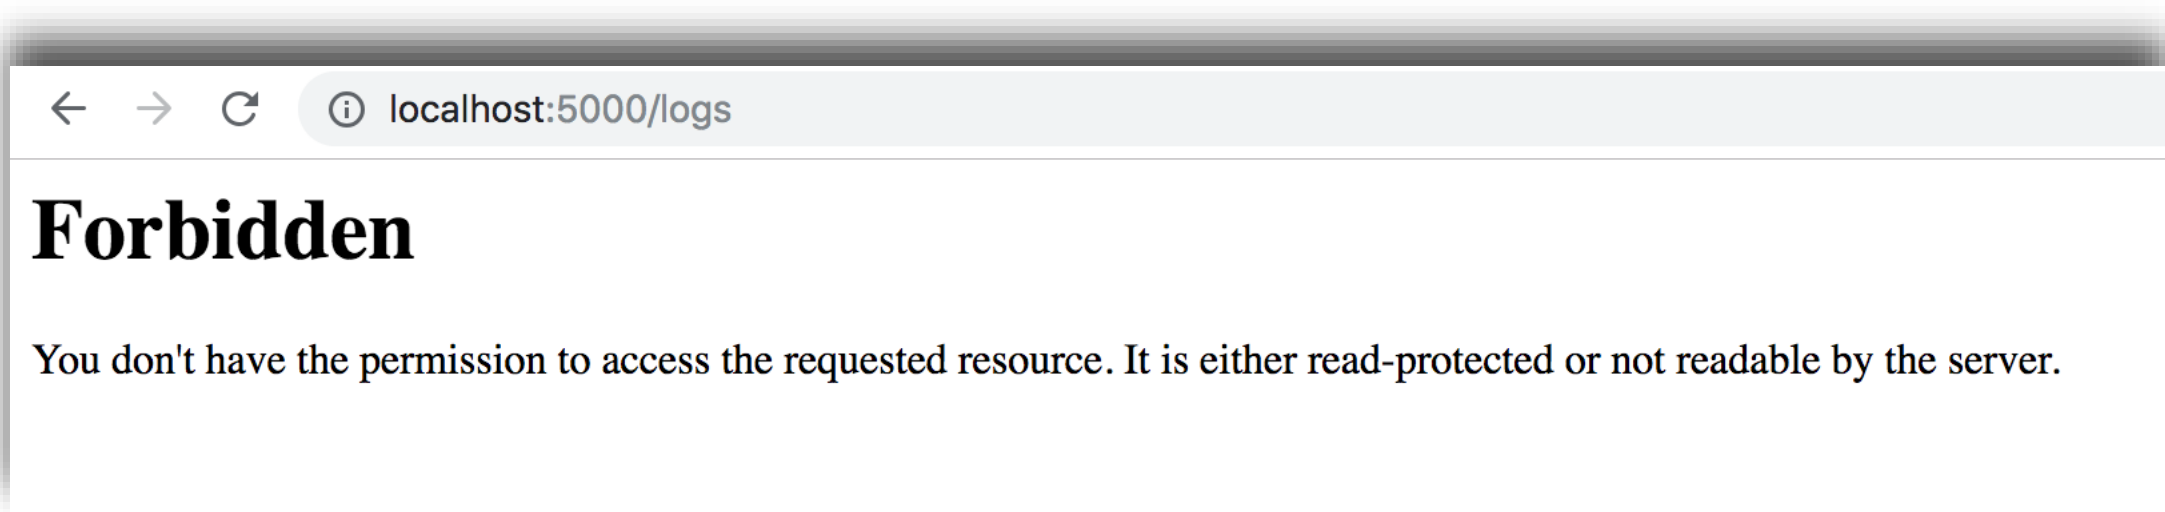 localhost:5000/logs
Forbidden
You don't have the permission to access the requested resource. It is either read-protected or not readable by the server.